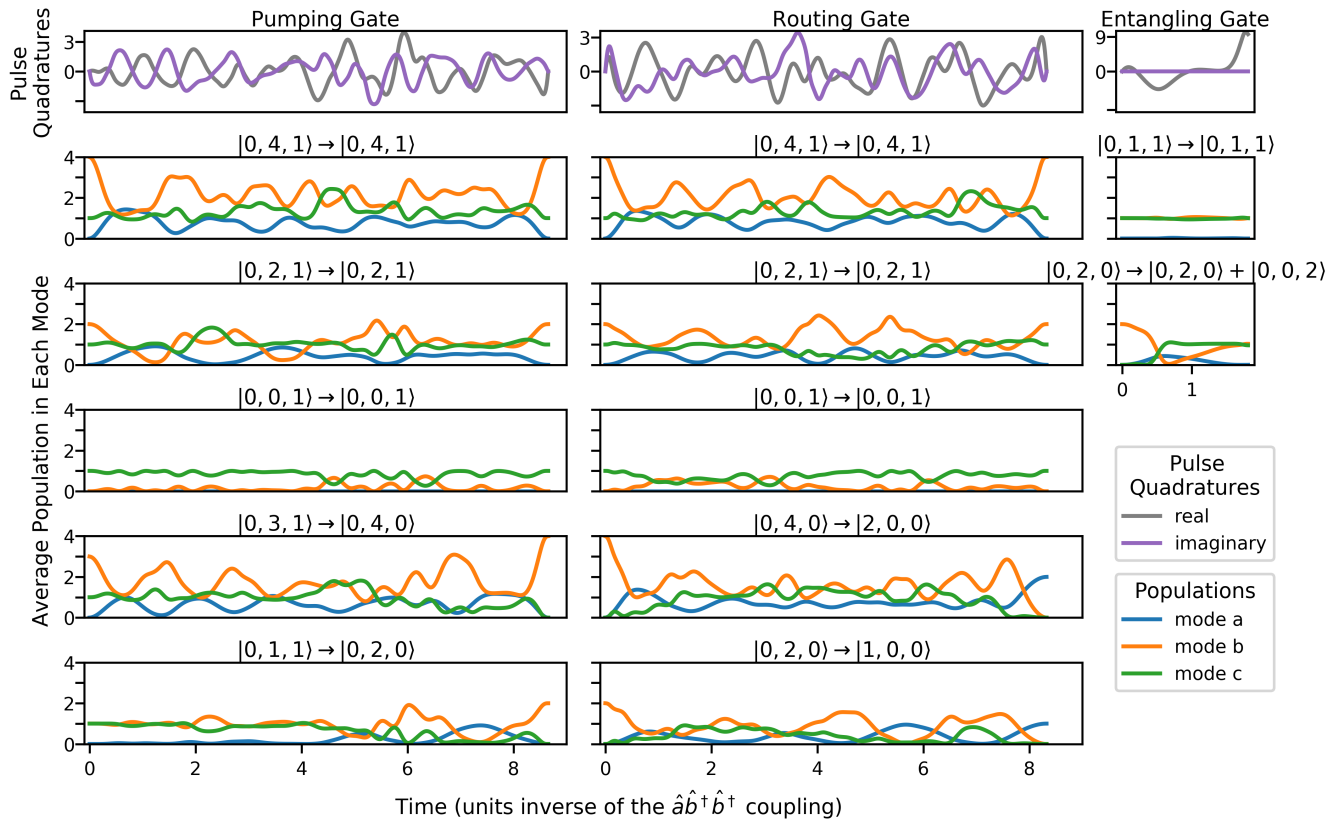 Pumping Gate
Routing Gate
Entangling Gate
Pulse
Quadratures
3
0
3
0
9
0
|0, 4, 1⟩ → |0, 4, 1⟩
|0, 4, 1⟩ → |0, 4, 1⟩
|0, 1, 1⟩ → |0, 1, 1⟩
4
2
0
|0, 2, 1⟩ → |0, 2, 1⟩
|0, 2, 1⟩ → |0, 2, 1⟩
|0, 2, 0⟩ → |0, 2, 0⟩ + |0, 0, 2⟩
4
2
0
0
1
Average Population in Each Mode
|0, 0, 1⟩ → |0, 0, 1⟩
|0, 0, 1⟩ → |0, 0, 1⟩
4
2
0
|0, 3, 1⟩ → |0, 4, 0⟩
|0, 4, 0⟩ → |2, 0, 0⟩
4
2
0
|0, 1, 1⟩ → |0, 2, 0⟩
|0, 2, 0⟩ → |1, 0, 0⟩
4
2
0
0
2
4
6
8
0
2
4
6
8
Time (units inverse of the âb̂†b̂† coupling)
Pulse
Quadratures
real
imaginary
Populations
mode a
mode b
mode c